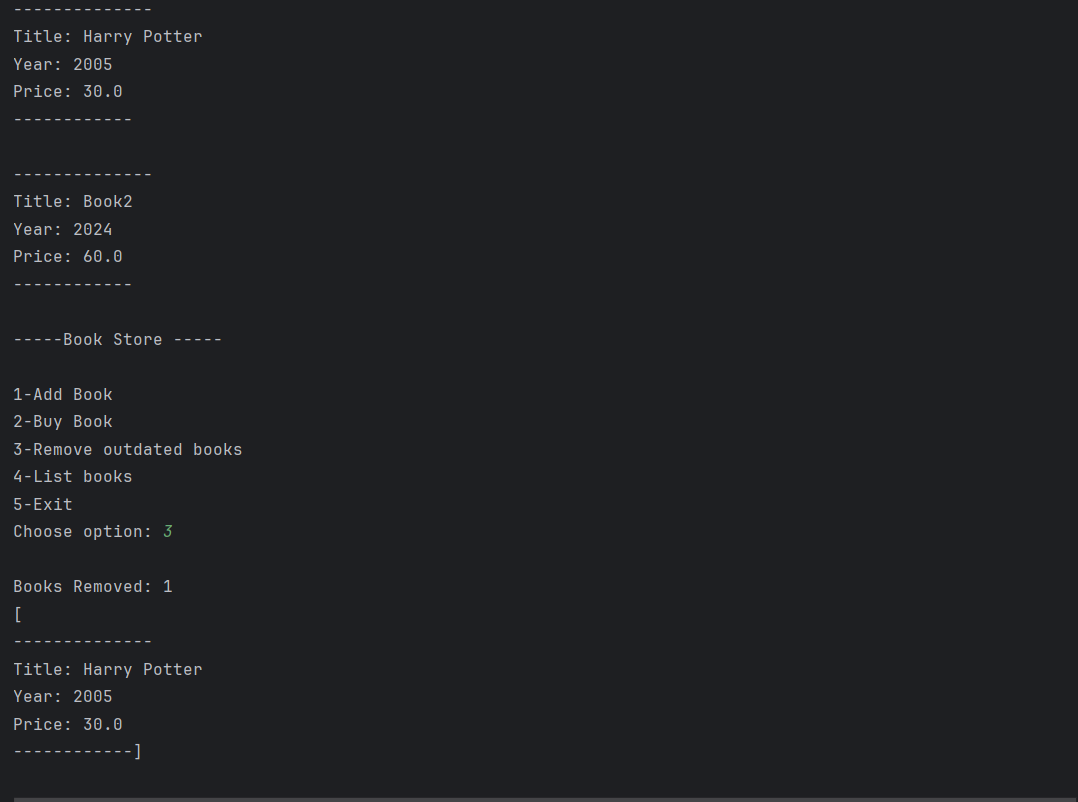 --------------
Title: Harry Potter
Year: 2005
Price: 30.0
------------
--------------
Title: Book2
Year: 2024
Price: 60.0
------------
-----Book Store -----
1-Add Book
2-Buy Book
3-Remove outdated books
4-List books
5-Exit
Choose option: 3
Books Removed: 1
[
--------------
Title: Harry Potter
Year: 2005
Price: 30.0
------------]